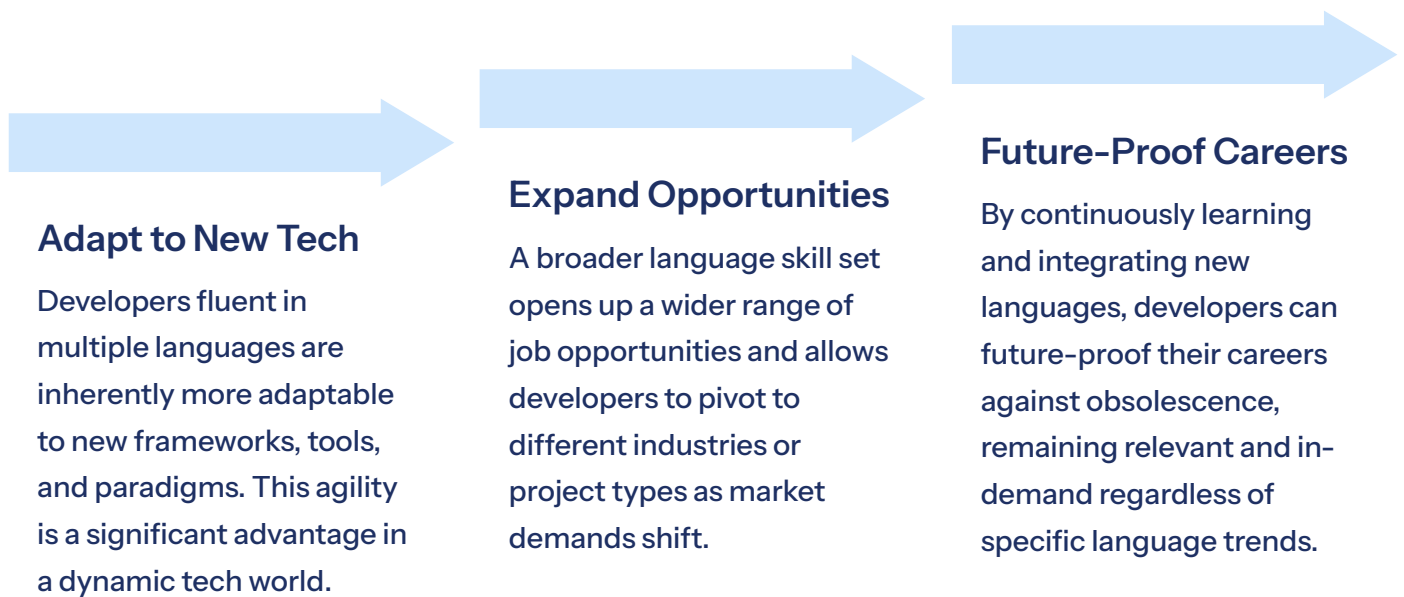 Adapt to New Tech
Developers fluent in
multiple languages are
inherently more adaptable
to new frameworks, tools,
and paradigms. This agility
is a significant advantage in
a dynamic tech world.
Expand Opportunities
A broader language skill set
opens up a wider range of
job opportunities and allows
developers to pivot to
different industries or
project types as market
demands shift.
Future-Proof Careers
By continuously learning
and integrating new
languages, developers can
future-proof their careers
against obsolescence,
remaining relevant and in-
demand regardless of
specific language trends.